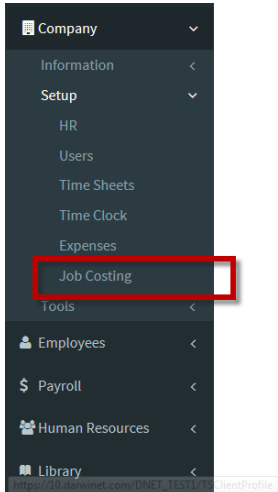 Company
Information
Setup
HR
Users
Time Sheets
Time Clock
Expenses
Job Costing
Tools
Employees
$ Payroll
Human Resources
Library
https://10.darwinet.com/DNET_TEST1/TSClientProfile